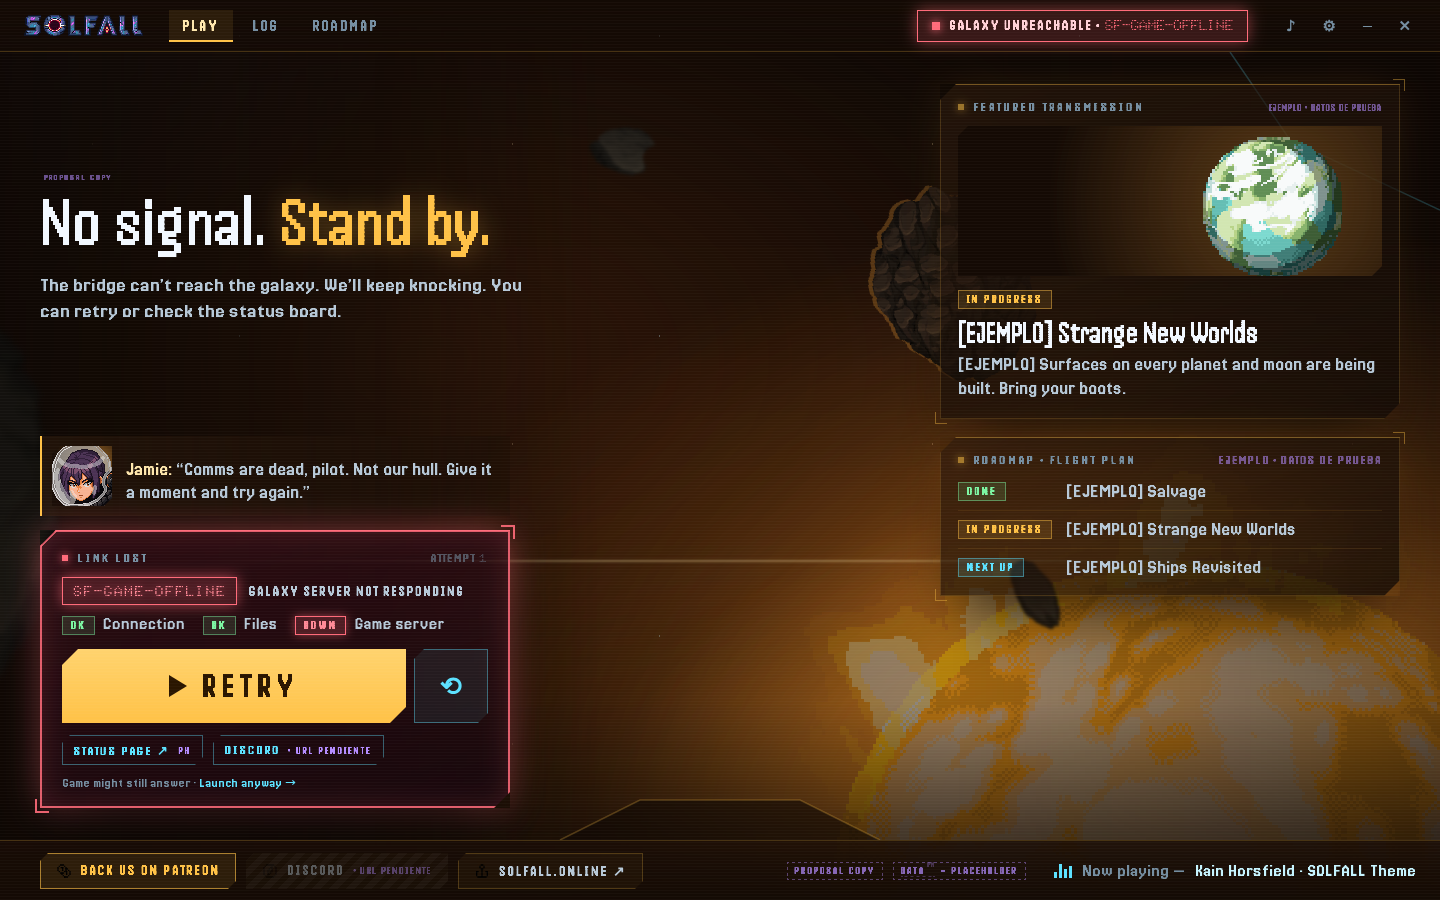 SOLFALL
PLAY
LOG
ROADMAP
GALAXY UNREACHABLE • SF-GAME-OFFLINE
PROPOSAL COPY
No signal. Stand by.
The bridge can't reach the galaxy. We'll keep knocking. You
can retry or check the status board.
Jamie: “Comms are dead, pilot. Not our hull. Give it
a moment and try again.”
LINK LOST
ATTEMPT 1
SF-GAME-OFFLINE
GALAXY SERVER NOT RESPONDING
OK Connection
OK Files
DOWN Game server
RETRY
STATUS PAGE ↗ PH
DISCORD • URL PENDIENTE
Game might still answer · Launch anyway →
FEATURED TRANSMISSION
EJEMPLO • DATOS DE PRUEBA
IN PROGRESS
[EJEMPLO] Strange New Worlds
[EJEMPLO] Surfaces on every planet and moon are being
built. Bring your boots.
ROADMAP • FLIGHT PLAN
EJEMPLO • DATOS DE PRUEBA
DONE [EJEMPLO] Salvage
IN PROGRESS [EJEMPLO] Strange New Worlds
NEXT UP [EJEMPLO] Ships Revisited
BACK US ON PATREON
DISCORD • URL PENDIENTE
SOLFALL.ONLINE ↗
PROPOSAL COPY
DATA PH – PLACEHOLDER
Now playing — Kain Horsfield · SOLFALL Theme